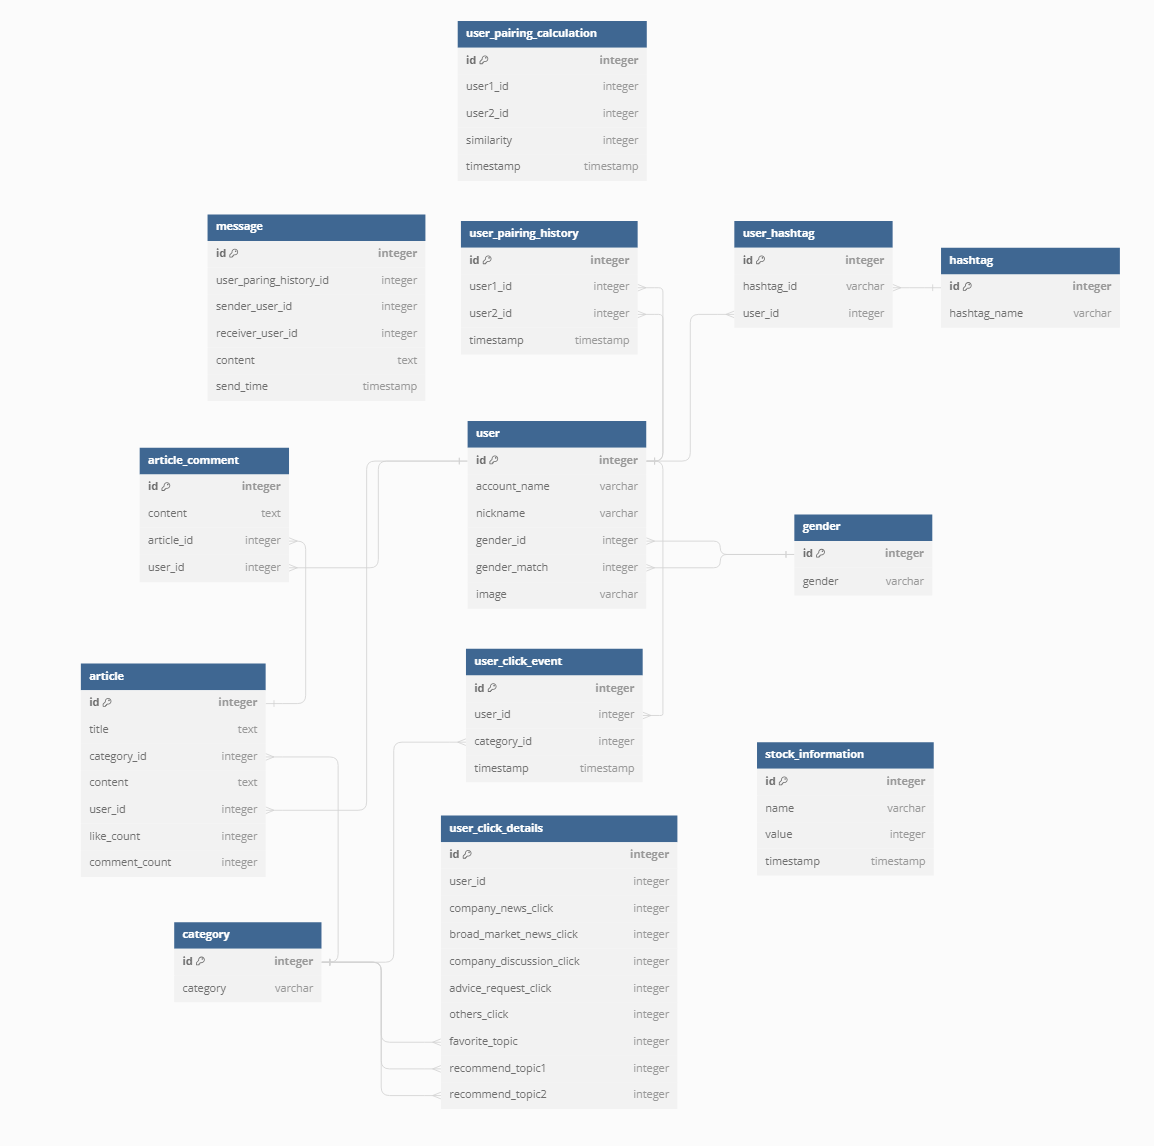 user_pairing_calculation
id integer
user1_id integer
user2_id integer
similarity integer
timestamp timestamp
message
id integer
user_paring_history_id integer
sender_user_id integer
receiver_user_id integer
content text
send_time timestamp
user_pairing_history
id integer
user1_id integer
user2_id integer
timestamp timestamp
user_hashtag
id integer
hashtag_id varchar
user_id integer
hashtag
id integer
hashtag_name varchar
user
id integer
account_name varchar
nickname varchar
gender_id integer
gender_match integer
image varchar
article_comment
id integer
content text
article_id integer
user_id integer
gender
id integer
gender varchar
article
id integer
title text
category_id integer
content text
user_id integer
like_count integer
comment_count integer
user_click_event
id integer
user_id integer
category_id integer
timestamp timestamp
stock_information
id integer
name varchar
value integer
timestamp timestamp
user_click_details
id integer
user_id integer
company_news_click integer
broad_market_news_click integer
company_discussion_click integer
advice_request_click integer
others_click integer
favorite_topic integer
recommend_topic1 integer
recommend_topic2 integer
category
id integer
category varchar